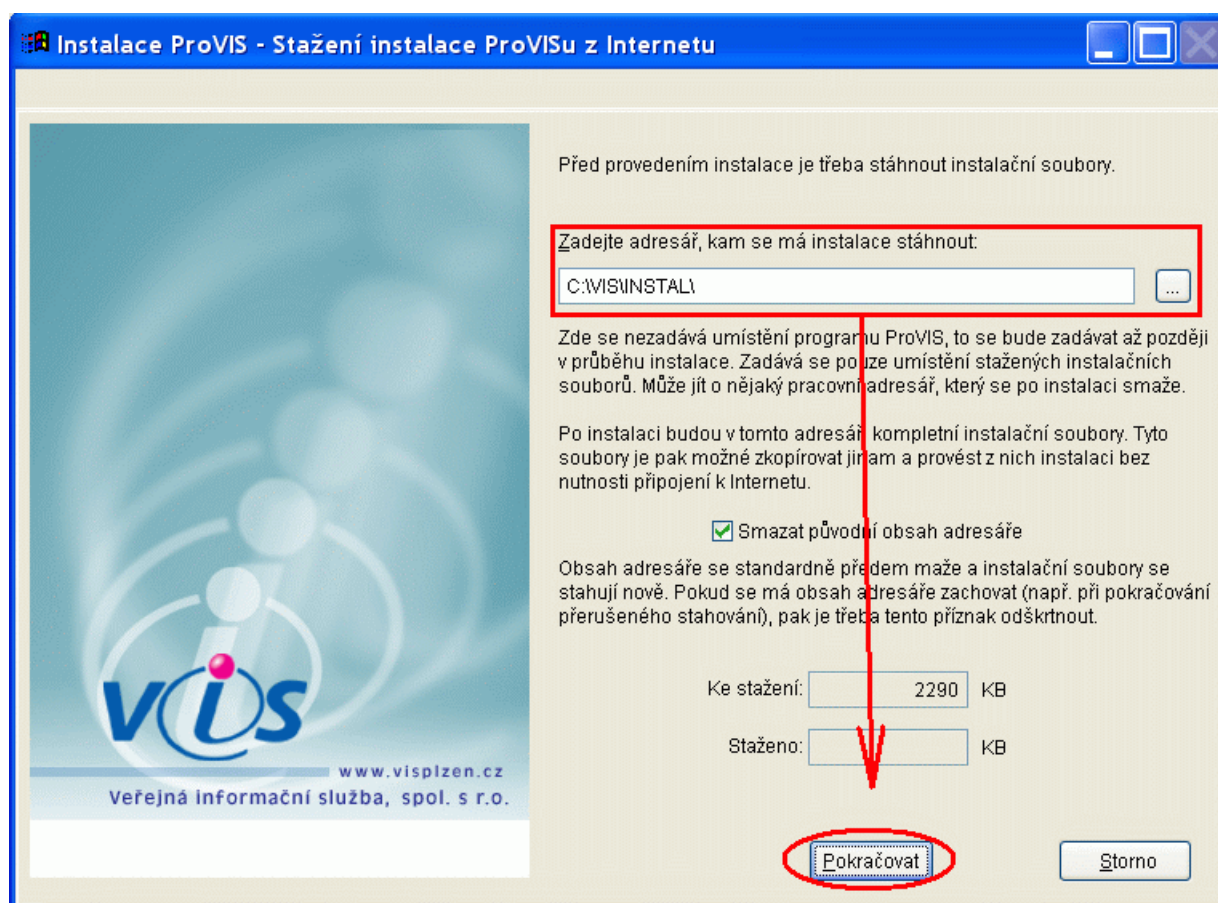 Instalace ProVIS - Stažení instalace ProVISu z Internetu
Před provedením instalace je třeba stáhnout instalační soubory.
Zadejte adresář, kam se má instalace stáhnout:
C:\VIS\INSTAL\
...
Zde se nezadává umístění programu ProVIS, to se bude zadávat až později
v průběhu instalace. Zadává se pouze umístění stažených instalačních
souborů. Může jít o nějaký pracovní adresář, který se po instalaci smaže.
Po instalaci budou v tomto adresáři kompletní instalační soubory. Tyto
soubory je pak možné zkopírovat jinam a provést z nich instalaci bez
nutnosti připojení k Internetu.
Smazat původní obsah adresáře
Obsah adresáře se standardně předem maže a instalační soubory se
stahují nově. Pokud se má obsah adresáře zachovat (např. při pokračování
přerušeného stahování), pak je třeba tento příznak odškrtnout.
Ke stažení: 2290 KB
Staženo: KB
vis
www.visplzen.cz
Veřejná informační služba, spol. s r.o.
Pokračovat
Storno